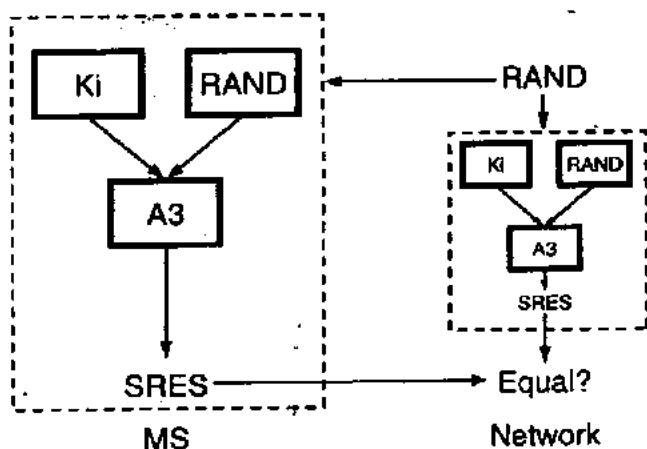 Ki
RAND
A3
SRES
MS
RAND
Ki
RAND
A3
SRES
Equal?
Network